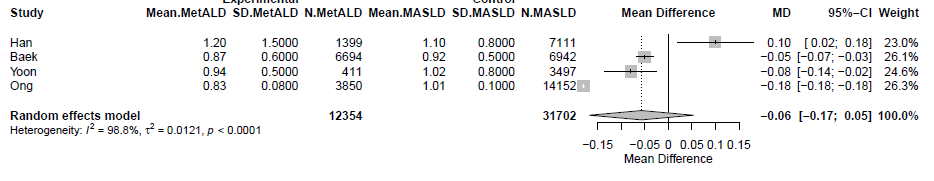 Experimental Control
Study Mean.MetALD SD.MetALD N.MetALD Mean.MASLD SD.MASLD N.MASLD Mean Difference MD 95%−CI Weight
Han 1.20 1.5000 1399 1.10 0.8000 7111 0.10 [ 0.02; 0.18] 23.0%
Baek 0.87 0.6000 6694 0.92 0.5000 6942 −0.05 [−0.07; −0.03] 26.1%
Yoon 0.94 0.5000 411 1.02 0.8000 3497 −0.08 [−0.14; −0.02] 24.6%
Ong 0.83 0.0800 3850 1.01 0.1000 14152 −0.18 [−0.18; −0.18] 26.3%
Random effects model 12354 31702 −0.06 [−0.17; 0.05] 100.0%
Heterogeneity: I² = 98.8%, τ² = 0.0121, p < 0.0001
−0.15 −0.05 0 0.05 0.15
Mean Difference